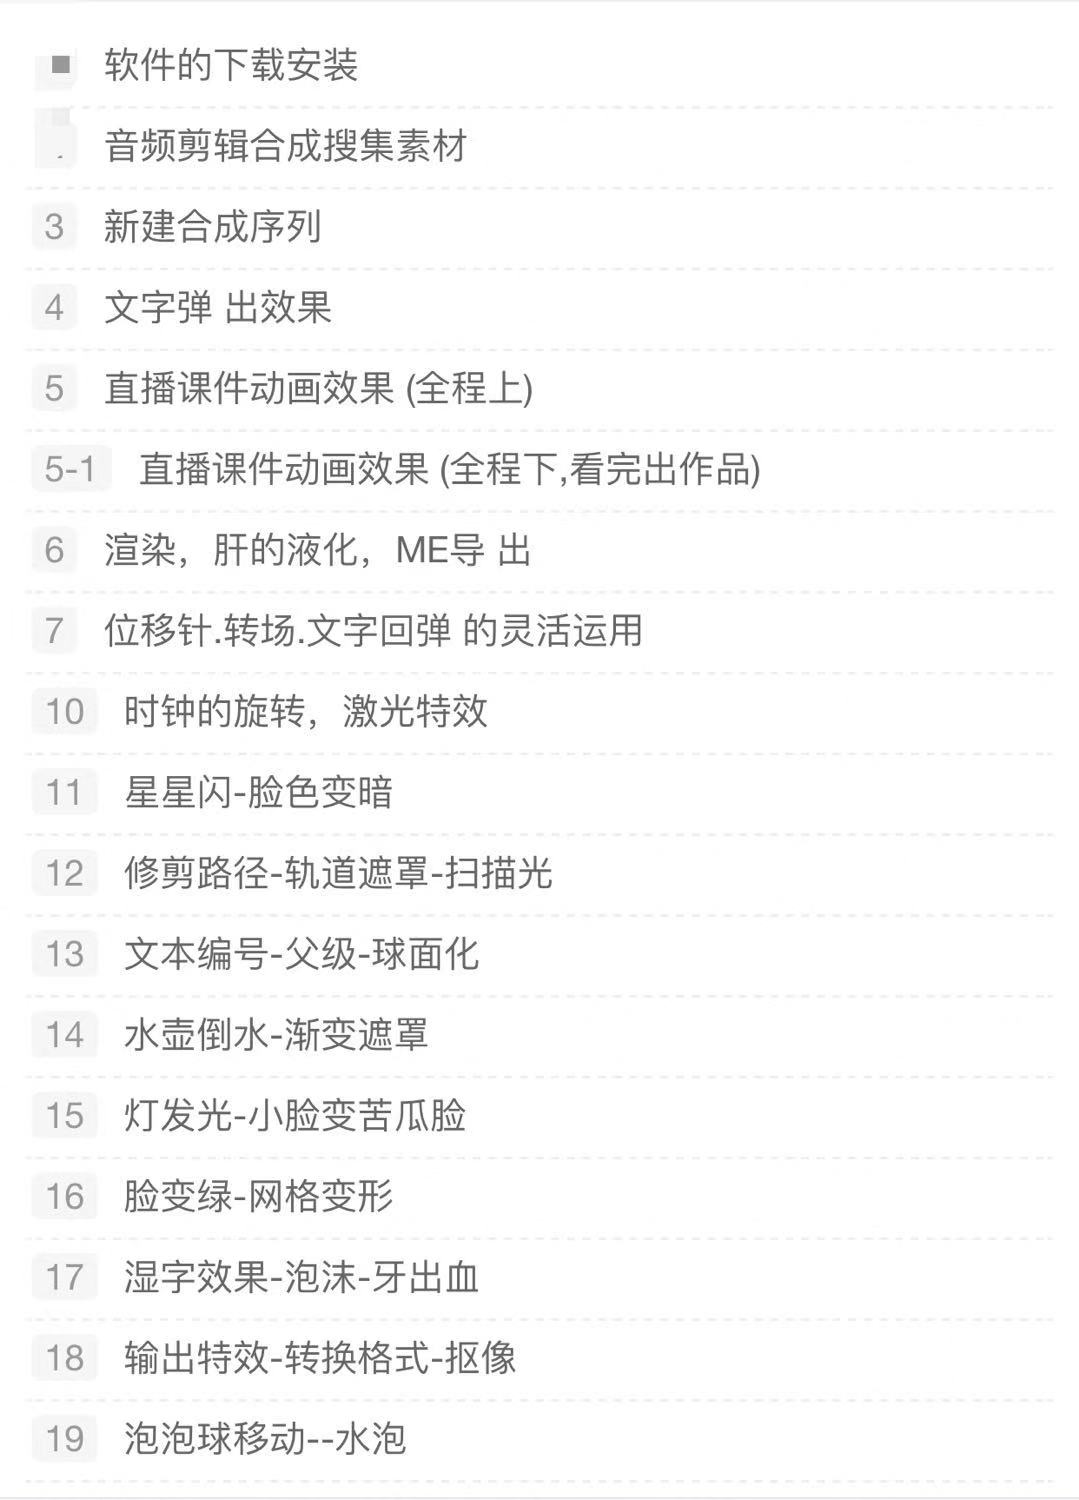 软件的下载安装
音频剪辑合成搜集素材
3 新建合成序列
4 文字弹 出效果
5 直播课件动画效果 (全程上)
5-1 直播课件动画效果 (全程下,看完出作品)
6 渲染，肝的液化，ME导 出
7 位移针.转场.文字回弹 的灵活运用
10 时钟的旋转，激光特效
11 星星闪-脸色变暗
12 修剪路径-轨道遮罩-扫描光
13 文本编号-父级-球面化
14 水壶倒水-渐变遮罩
15 灯发光-小脸变苦瓜脸
16 脸变绿-网格变形
17 湿字效果-泡沫-牙出血
18 输出特效-转换格式-抠像
19 泡泡球移动--水泡